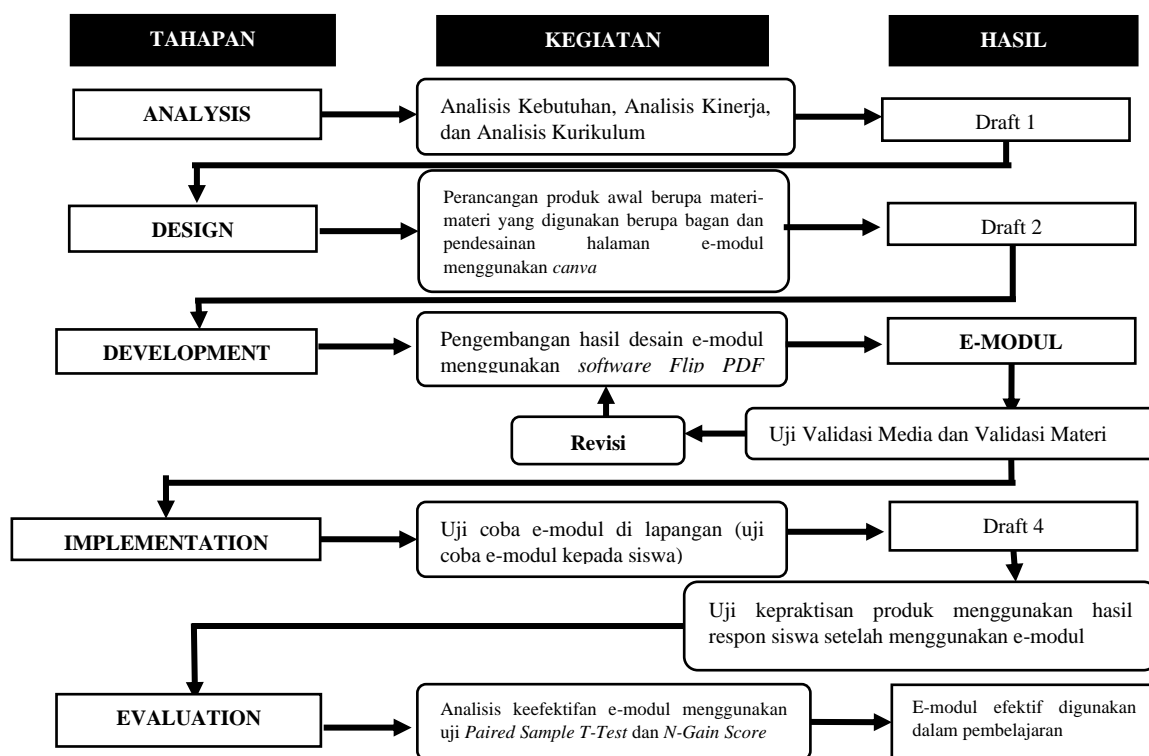 TAHAPAN
KEGIATAN
HASIL
ANALYSIS
Analisis Kebutuhan, Analisis Kinerja,
dan Analisis Kurikulum
Draft 1
DESIGN
Perancangan produk awal berupa materi-
materi yang digunakan berupa bagan dan
pendesainan halaman e-modul
menggunakan canva
Draft 2
DEVELOPMENT
Pengembangan hasil desain e-modul
menggunakan software Flip PDF
E-MODUL
Uji Validasi Media dan Validasi Materi
Revisi
IMPLEMENTATION
Uji coba e-modul di lapangan (uji
coba e-modul kepada siswa)
Draft 4
Uji kepraktisan produk menggunakan hasil
respon siswa setelah menggunakan e-modul
EVALUATION
Analisis keefektifan e-modul menggunakan
uji Paired Sample T-Test dan N-Gain Score
E-modul efektif digunakan
dalam pembelajaran